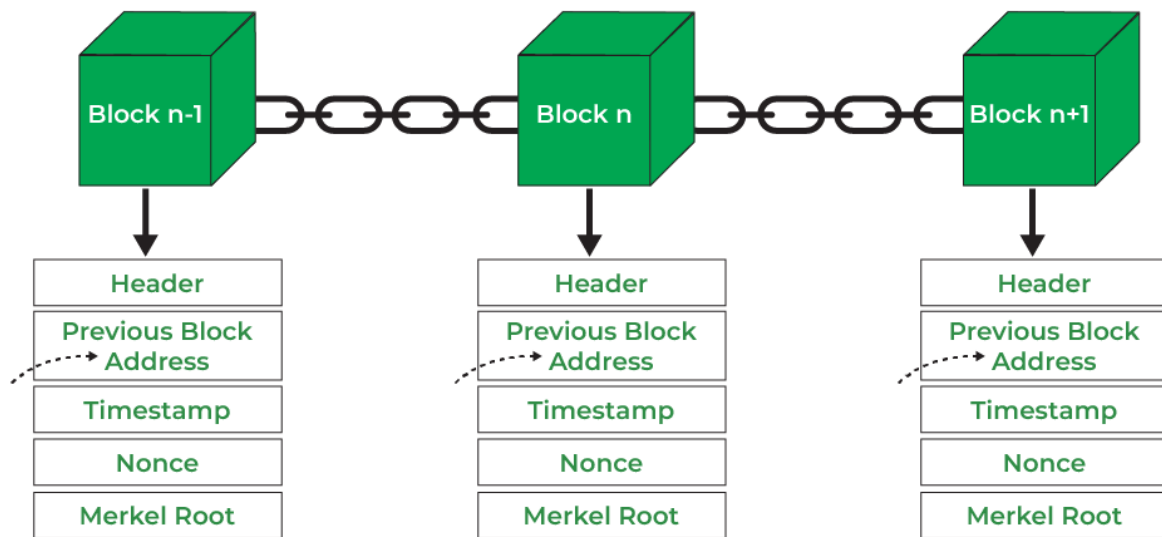 Block n-1
Block n
Block n+1
Header
Previous Block
Address
Timestamp
Nonce
Merkel Root
Header
Previous Block
Address
Timestamp
Nonce
Merkel Root
Header
Previous Block
Address
Timestamp
Nonce
Merkel Root